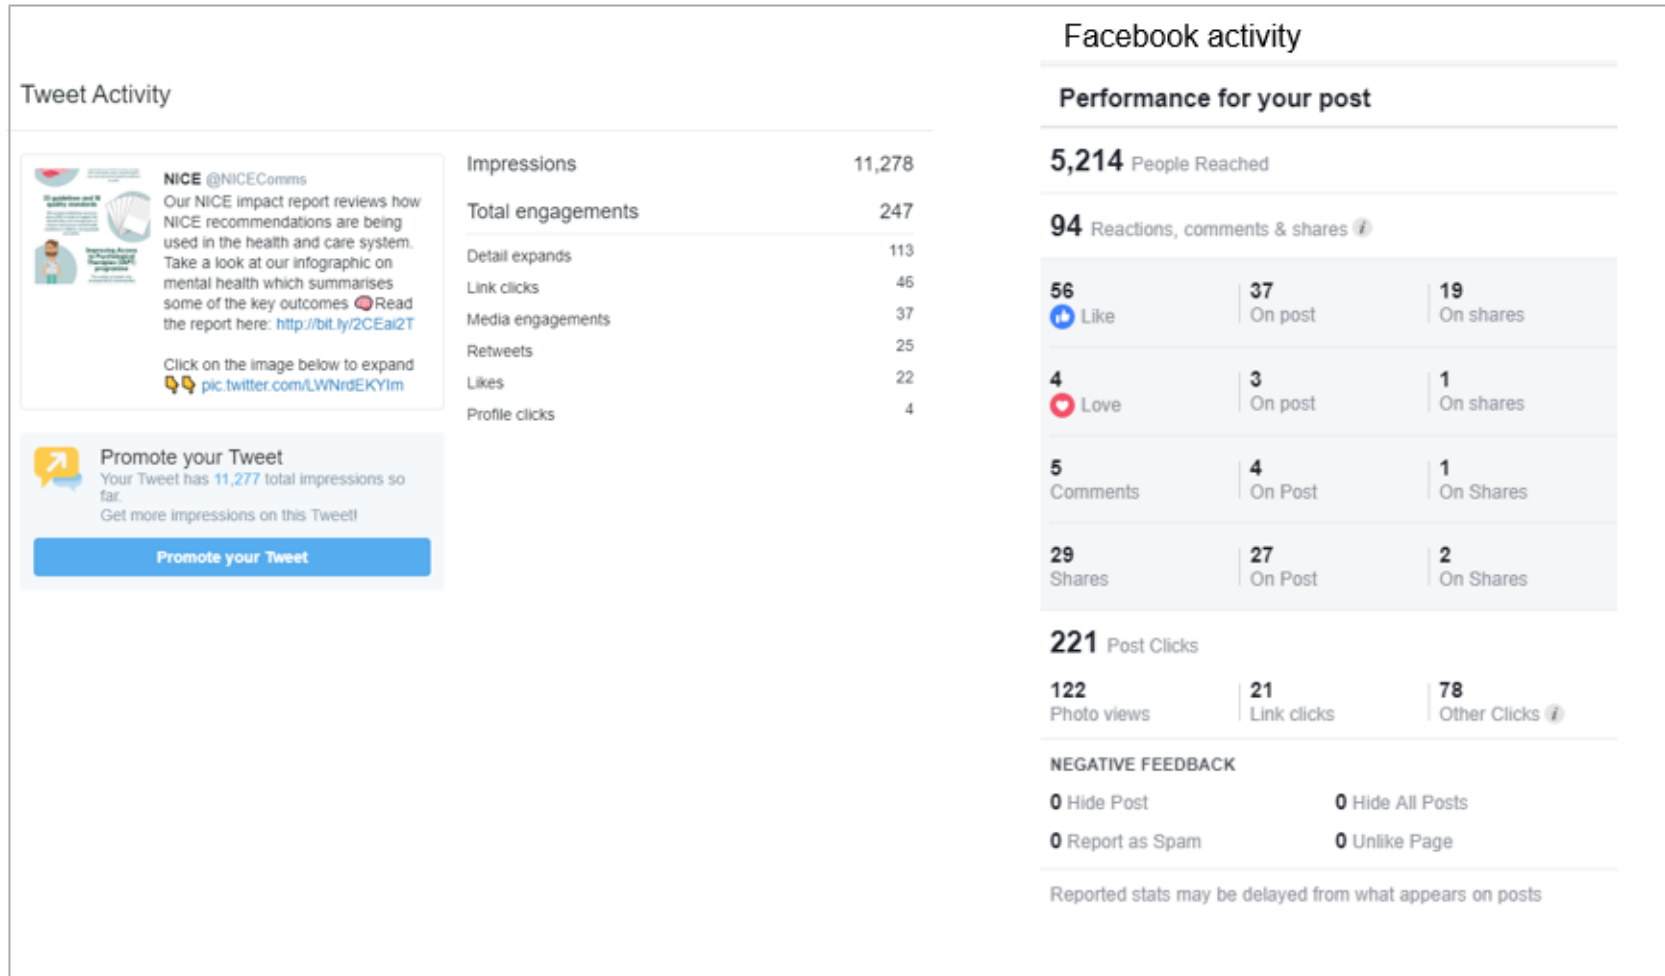 Tweet Activity
NICE @NICEComms
Our NICE impact report reviews how
NICE recommendations are being
used in the health and care system.
Take a look at our infographic on
mental health which summarises
some of the key outcomes 🧠Read
the report here: http://bit.ly/2CEai2T
Click on the image below to expand
👇👇 pic.twitter.com/LWNrdEKYIm
Promote your Tweet
Your Tweet has 11,277 total impressions so
far.
Get more impressions on this Tweet!
Promote your Tweet
Impressions 11,278
Total engagements 247
Detail expands 113
Link clicks 46
Media engagements 37
Retweets 25
Likes 22
Profile clicks 4
Facebook activity
Performance for your post
5,214 People Reached
94 Reactions, comments & shares i
56 37 19
Like On post On shares
4 3 1
Love On post On shares
5 4 1
Comments On Post On Shares
29 27 2
Shares On Post On Shares
221 Post Clicks
122 21 78
Photo views Link clicks Other Clicks i
NEGATIVE FEEDBACK
0 Hide Post 0 Hide All Posts
0 Report as Spam 0 Unlike Page
Reported stats may be delayed from what appears on posts